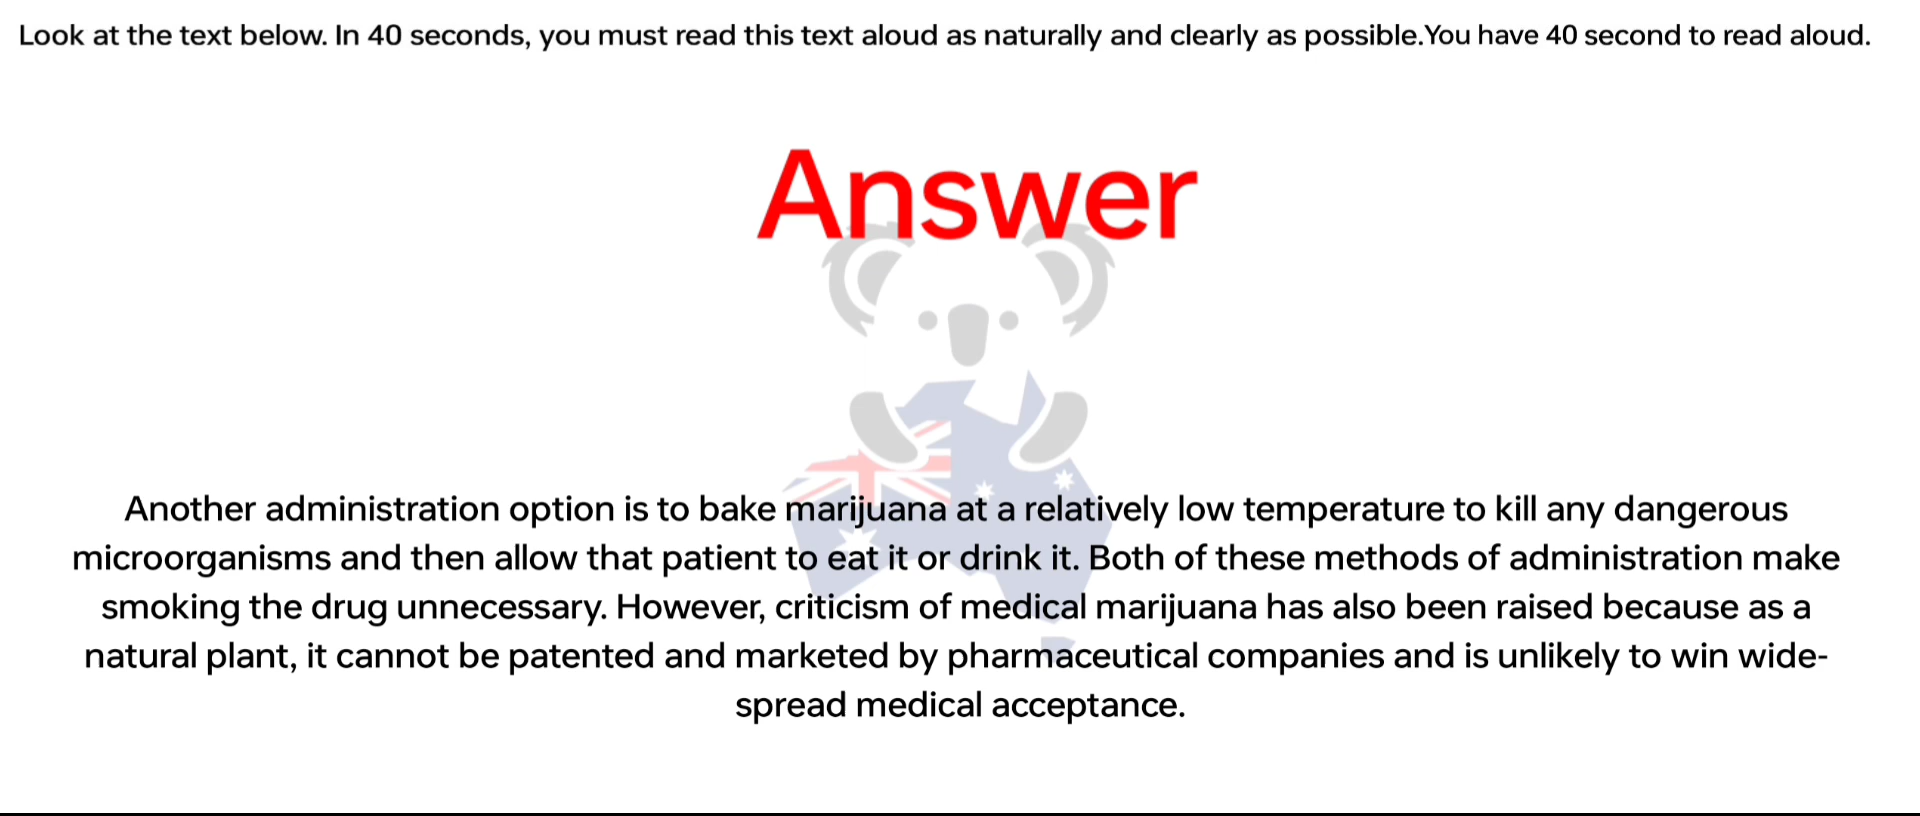 Look at the text below. In 40 seconds, you must read this text aloud as naturally and clearly as possible.You have 40 second to read aloud.
Answer
Another administration option is to bake marijuana at a relatively low temperature to kill any dangerous
microorganisms and then allow that patient to eat it or drink it. Both of these methods of administration make
smoking the drug unnecessary. However, criticism of medical marijuana has also been raised because as a
natural plant, it cannot be patented and marketed by pharmaceutical companies and is unlikely to win wide-
spread medical acceptance.